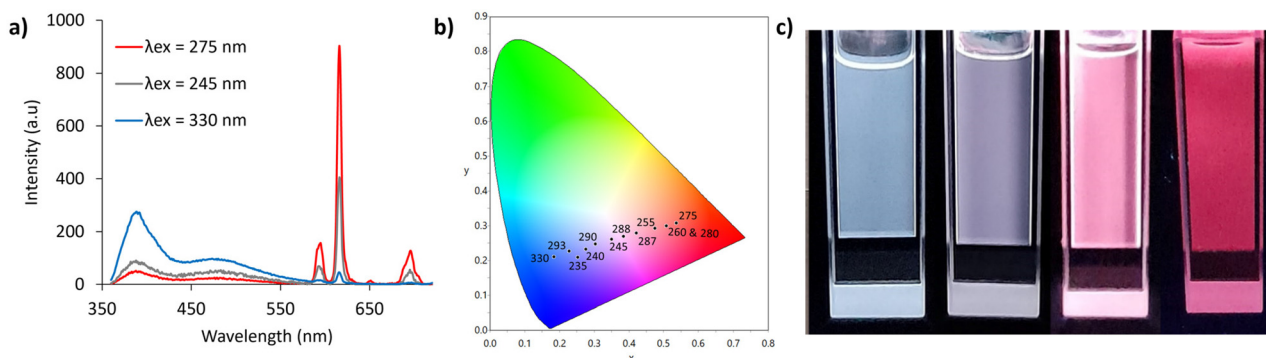 a)
1000
800
600
400
200
0
350
450
550
650
Intensity (a.u)
Wavelength (nm)
λex = 275 nm
λex = 245 nm
λex = 330 nm
b)
0.9
0.8
0.7
0.6
0.5
y
0.4
0.3
0.2
0.1
0.0
0.0 0.1 0.2 0.3 0.4 0.5 0.6 0.7 0.8
x
330
293
235
290
240
288
245
287
255
275
260 & 280
c)